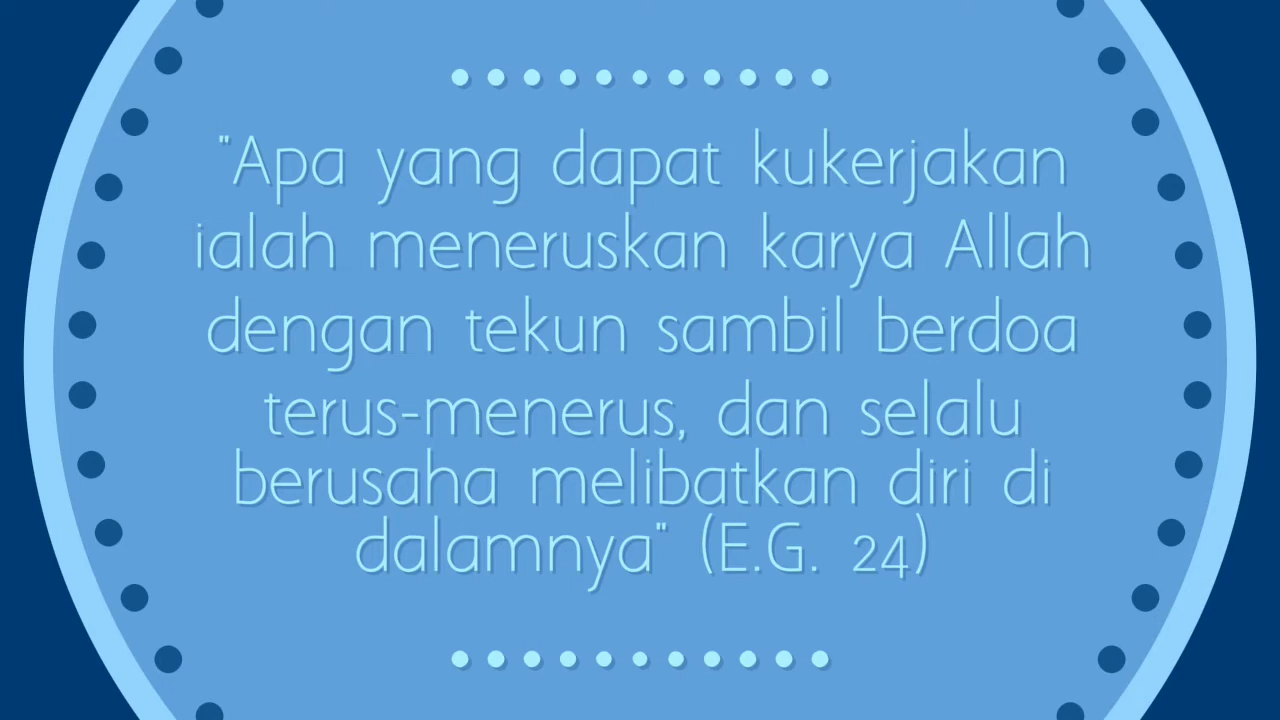 "Apa yang dapat kukerjakan
ialah meneruskan karya Allah
dengan tekun sambil berdoa
terus-menerus, dan selalu
berusaha melibatkan diri di
dalamnya" (E.G. 24)